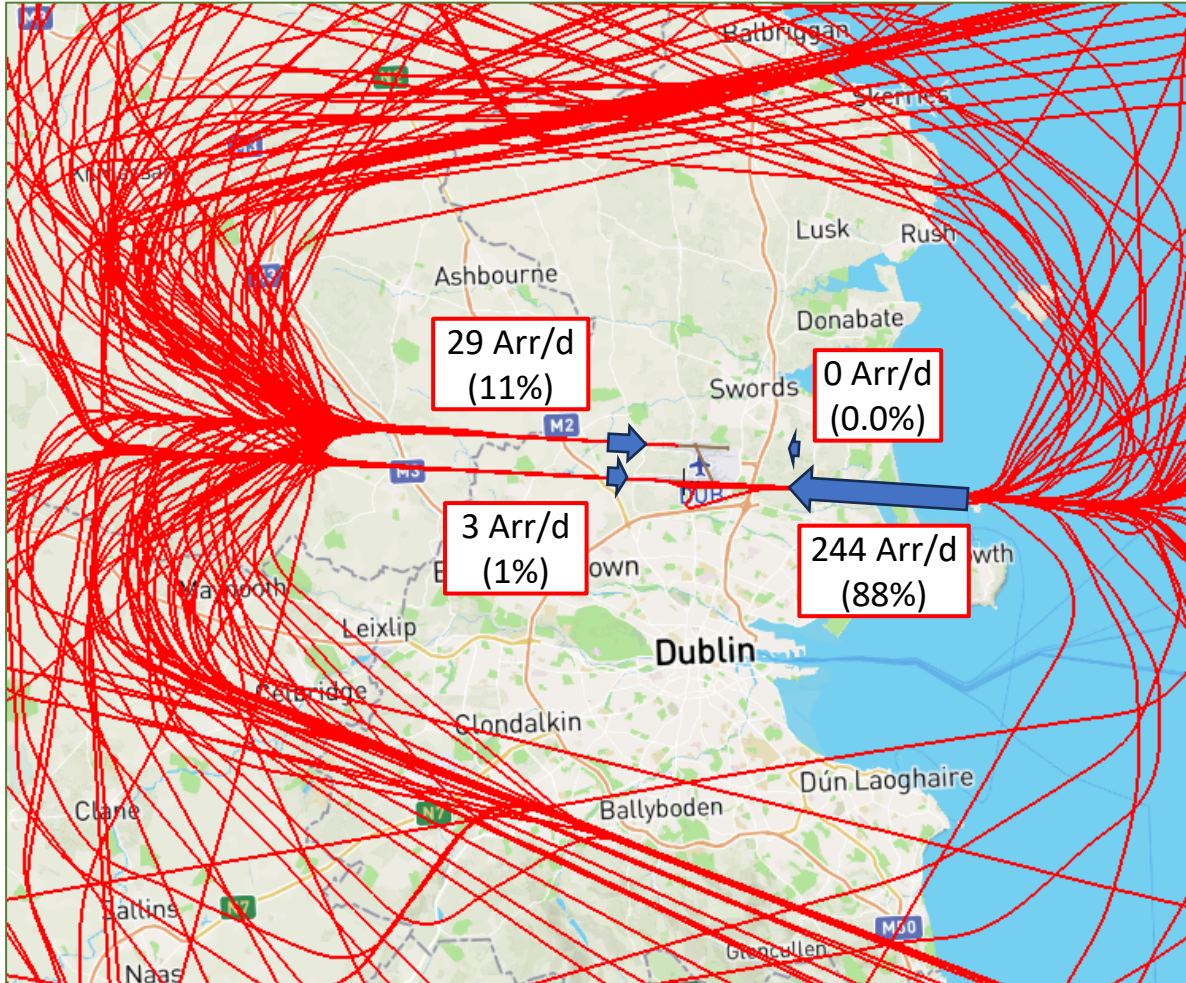 Balbriggan
Skerries
Lusk
Rush
Ashbourne
Donabate
29 Arr/d
(11%)
0 Arr/d
(0.0%)
Swords
M2
M3
DUB
3 Arr/d
(1%)
244 Arr/d
(88%)
Maynooth
Leixlip
Dublin
Celbridge
Clondalkin
Dún Laoghaire
Clane
N7
Ballyboden
Sallins
N7
M50
Glencullen
Naas